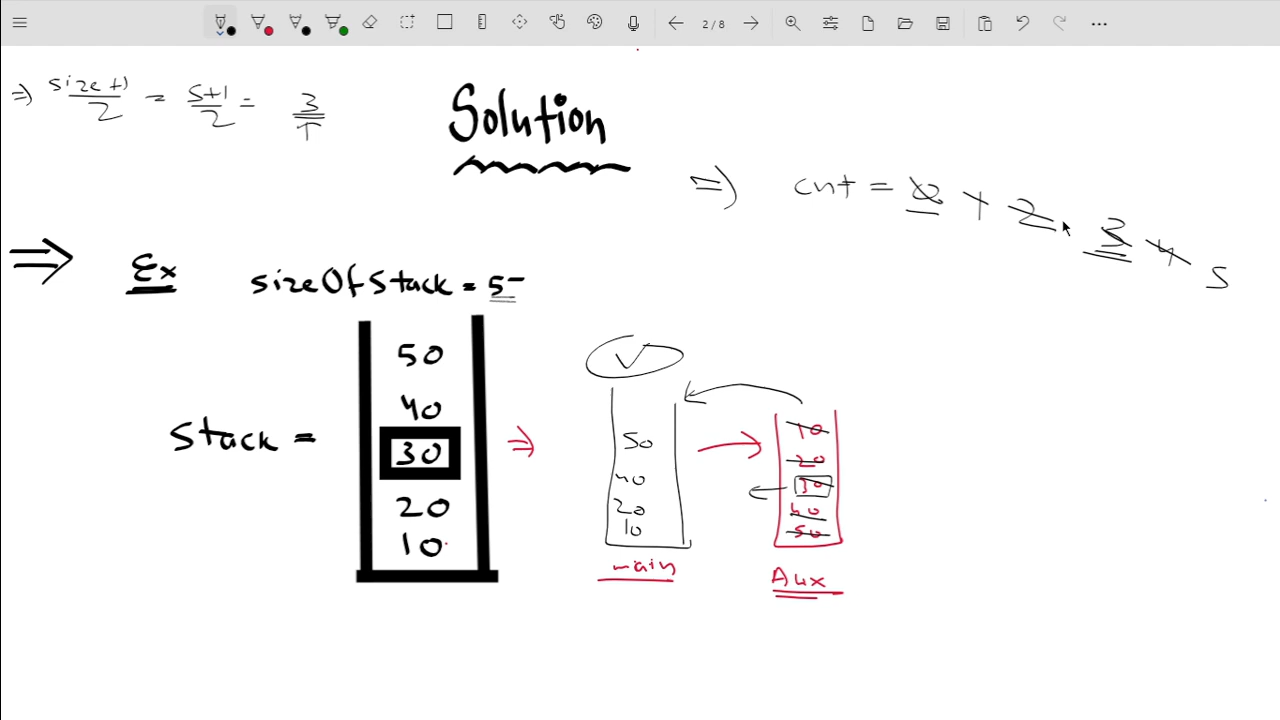 2/8
⇒ size+1/2 = 5+1/2 = 3
Solution
⇒ cnt = 0 1 2 3 4 5
⇒ Ex sizeOfStack = 5
Stack =
50
40
30
20
10
⇒
50
40
20
10
main
10
20
30
40
50
Aux